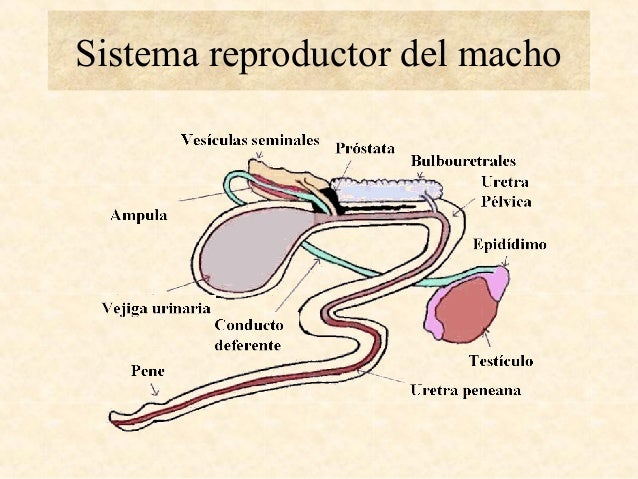 Sistema reproductor del macho
Vesículas seminales
Próstata
Bulbouretrales
Uretra
Pélvica
Ampula
Epidídimo
Vejiga urinaria
Conducto
deferente
Testículo
Pene
Uretra peneana